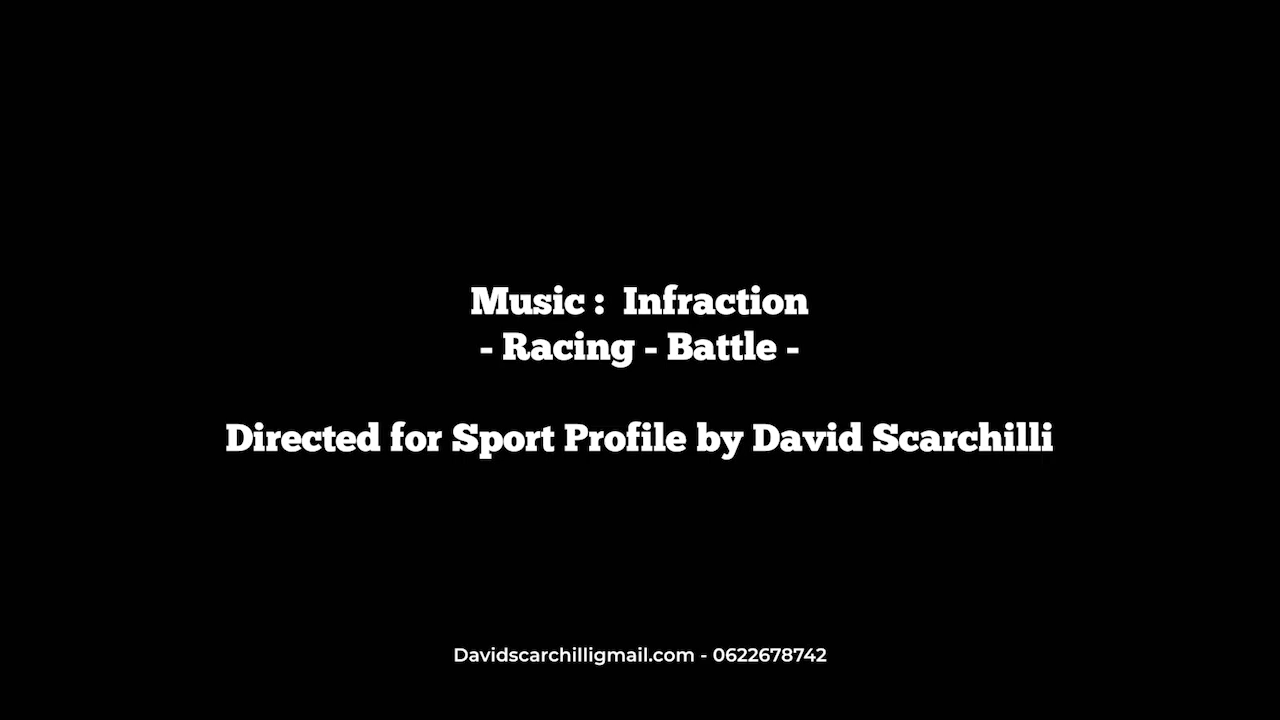 Music :  Infraction
- Racing - Battle -
Directed for Sport Profile by David Scarchilli
Davidscarchilligmail.com - 0622678742